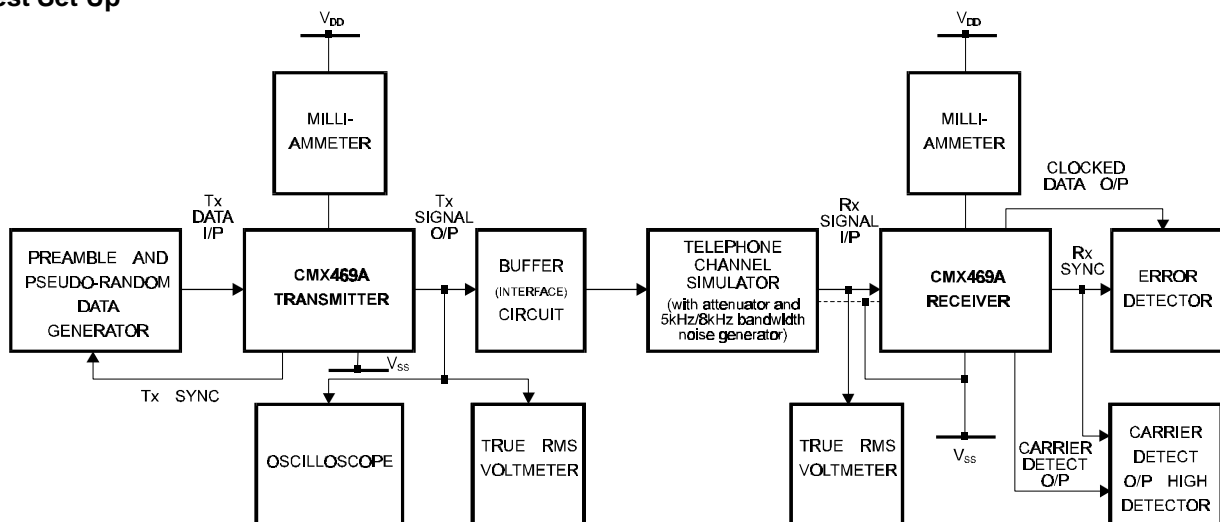 est Set Up
VDD
VDD
MILLI-
AMMETER
MILLI-
AMMETER
CLOCKED
DATA O/P
Tx
DATA
I/P
Tx
SIGNAL
O/P
Rx
SIGNAL
I/P
Rx
SYNC
PREAMBLE AND
PSEUDO-RANDOM
DATA
GENERATOR
CMX469A
TRANSMITTER
BUFFER
(INTERFACE)
CIRCUIT
TELEPHONE
CHANNEL
SIMULATOR
(with attenuator and
5kHz/8kHz bandwidth
noise generator)
CMX469A
RECEIVER
ERROR
DETECTOR
VSS
Tx SYNC
OSCILLOSCOPE
TRUE RMS
VOLTMETER
TRUE RMS
VOLTMETER
VSS
CARRIER
DETECT
O/P
CARRIER
DETECT
O/P HIGH
DETECTOR